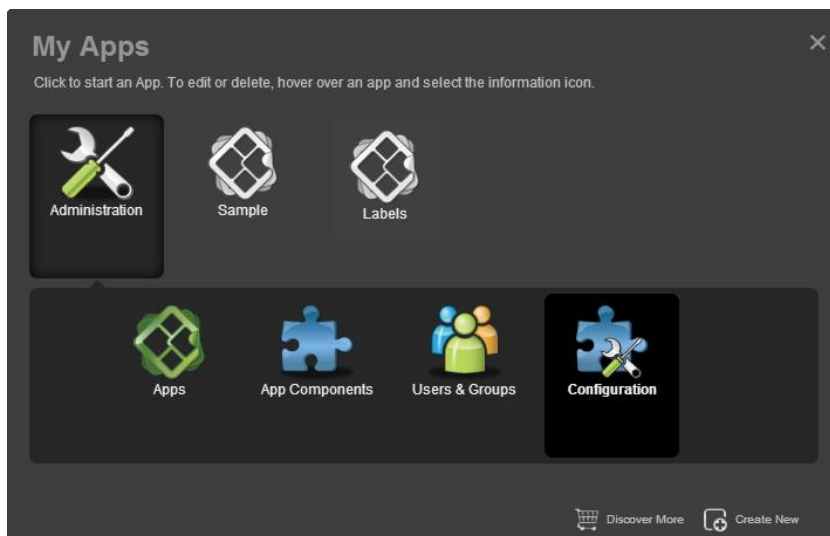 My Apps
Click to start an App. To edit or delete, hover over an app and select the information icon.
Administration
Sample
Labels
Apps
App Components
Users & Groups
Configuration
Discover More
Create New